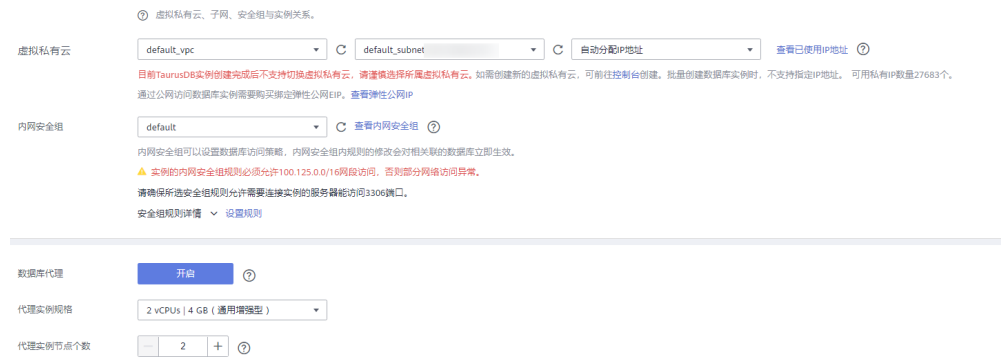 虚拟私有云、子网、安全组与实例关系。
虚拟私有云 default_vpc default_subnet 自动分配IP地址 查看已使用IP地址
目前TaurusDB实例创建完成后不支持切换虚拟私有云，请谨慎选择所属虚拟私有云。如需创建新的虚拟私有云，可前往控制台创建。批量创建数据库实例时，不支持指定IP地址。 可用私有IP数量27683个。
通过公网访问数据库实例需要购买绑定弹性公网EIP。查看弹性公网IP
内网安全组 default 查看内网安全组
内网安全组可以设置数据库访问策略，内网安全组内规则的修改会对相关联的数据库立即生效。
实例的内网安全组规则必须允许100.125.0.0/16网段访问，否则部分网络访问异常。
请确保所选安全组规则允许需要连接实例的服务器能访问3306端口。
安全组规则详情 设置规则
数据库代理 开启
代理实例规格 2 vCPUs | 4 GB（通用增强型）
代理实例节点个数 2